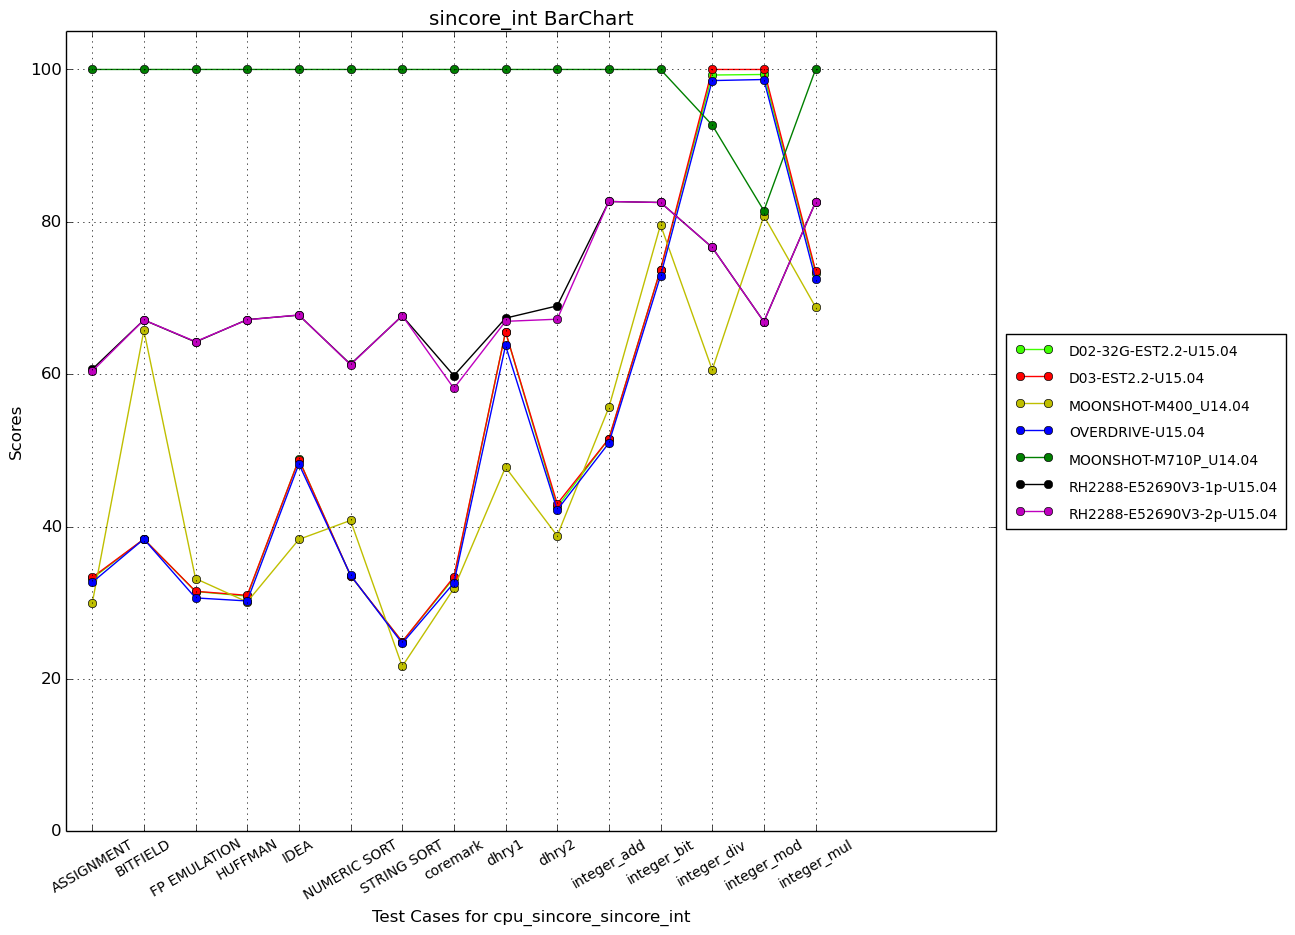 sincore_int BarChart
100
80
60
40
20
0
Scores
ASSIGNMENT
BITFIELD
FP EMULATION
HUFFMAN
IDEA
NUMERIC SORT
STRING SORT
coremark
dhry1
dhry2
integer_add
integer_bit
integer_div
integer_mod
integer_mul
Test Cases for cpu_sincore_sincore_int
D02-32G-EST2.2-U15.04
D03-EST2.2-U15.04
MOONSHOT-M400_U14.04
OVERDRIVE-U15.04
MOONSHOT-M710P_U14.04
RH2288-E52690V3-1p-U15.04
RH2288-E52690V3-2p-U15.04